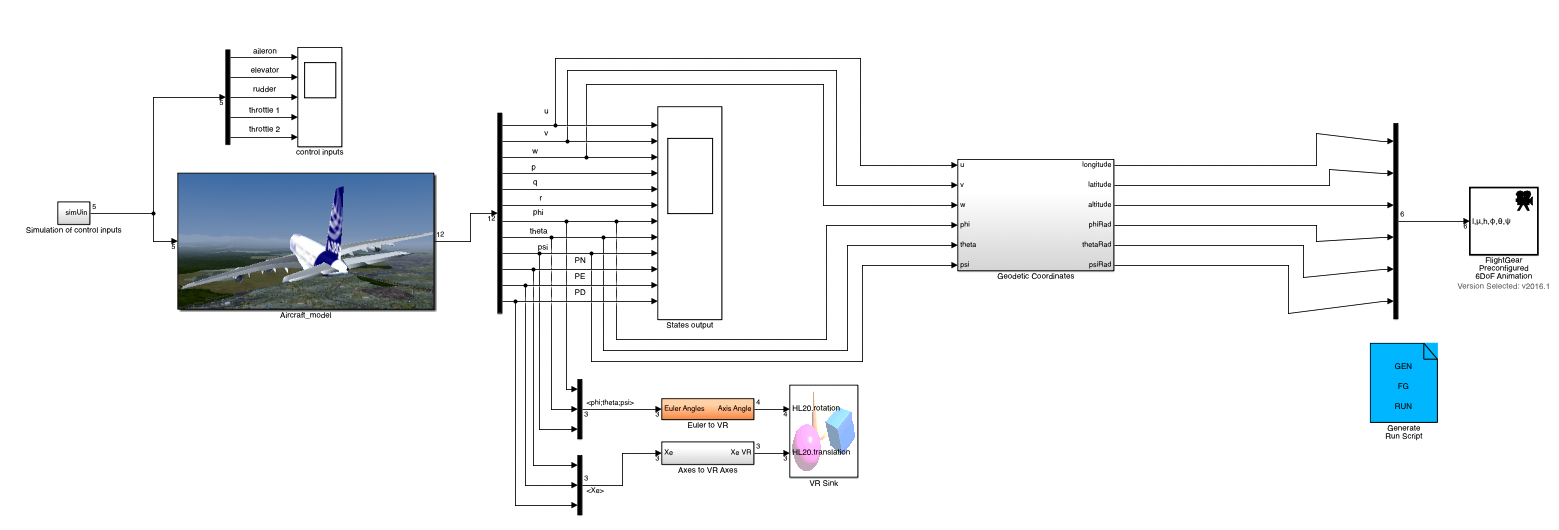 aileron
elevator
rudder
throttle 1
throttle 2
5
control inputs
simUin
5
Simulation of control inputs
5
12
Aircraft_model
12
u
v
w
p
q
r
phi
theta
psi
PN
PE
PD
States output
u
v
w
phi
theta
psi
longitude
latitude
altitude
phiRad
thetaRad
psiRad
Geodetic Coordinates
6
l,μ,h,ϕ,θ,ψ
6
FlightGear
Preconfigured
6DoF Animation
Version Selected: v2016.1
GEN
FG
RUN
Generate
Run Script
<phi;theta;psi>
3
3
Euler Angles
Axis Angle
4
Euler to VR
4
HL20.rotation
3
<Xe>
3
Xe
Xe VR
3
Axes to VR Axes
3
HL20.translation
VR Sink